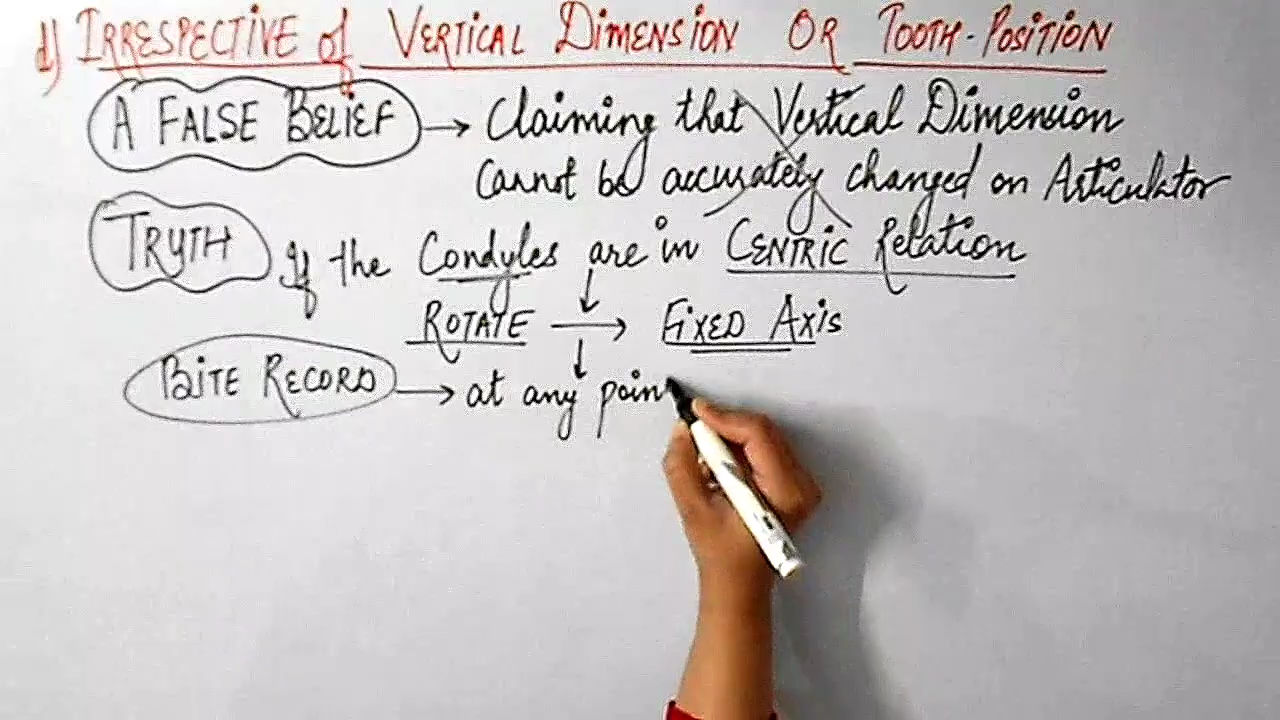 d) IRRESPECTIVE of VERTICAL DIMENSION OR TOOTH-POSITION
A FALSE BELIEF → Claiming that Vertical Dimension
Cannot be accurately changed on Articulator
TRUTH If the Condyles are in CENTRIC Relation
ROTATE → FIXED AXIS
BITE RECORD → at any poin